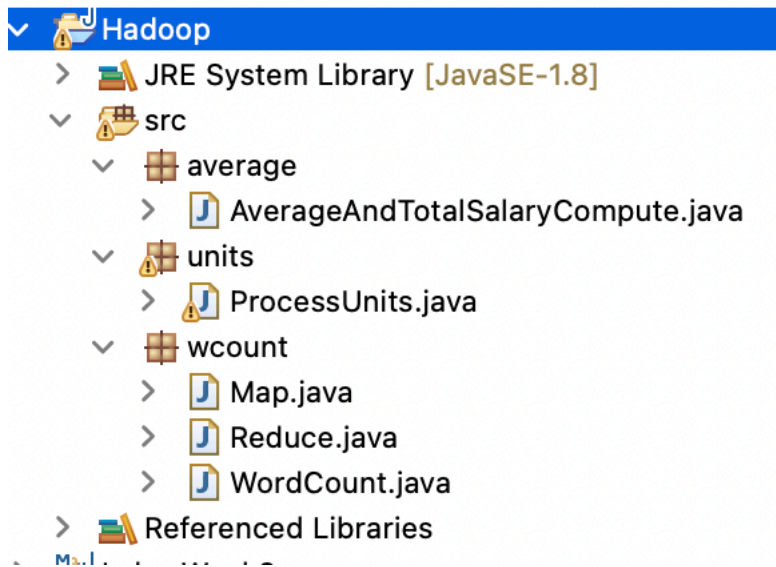 Hadoop
JRE System Library [JavaSE-1.8]
src
average
AverageAndTotalSalaryCompute.java
units
ProcessUnits.java
wcount
Map.java
Reduce.java
WordCount.java
Referenced Libraries